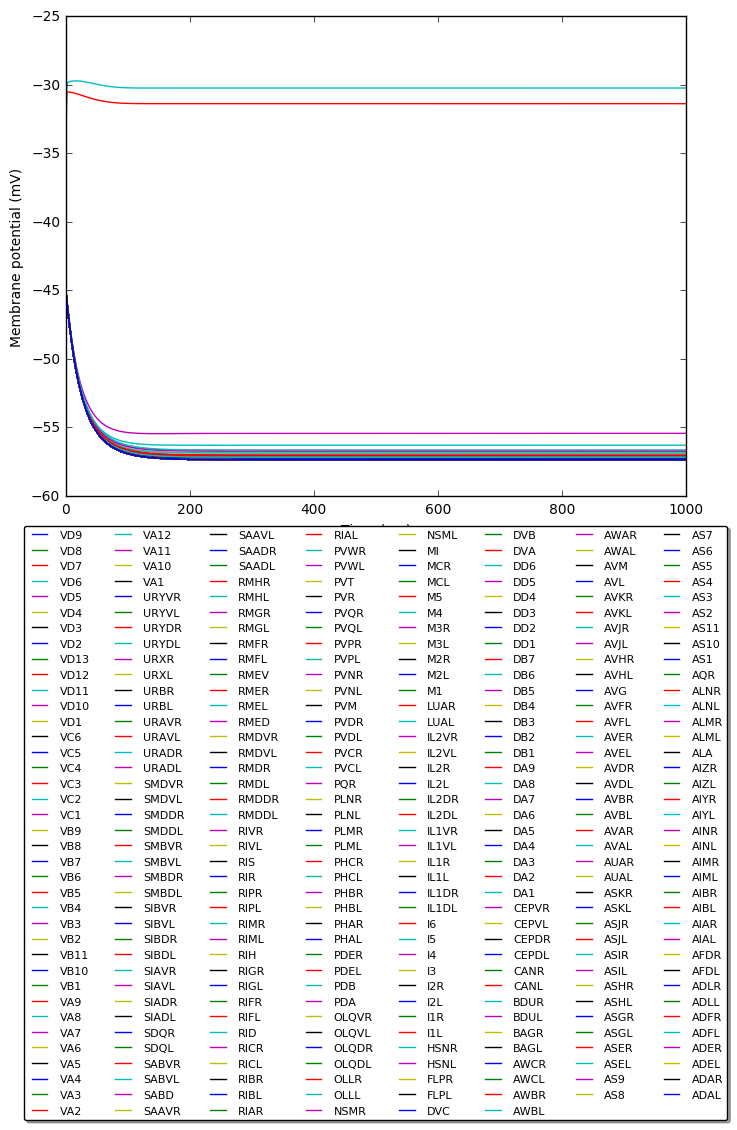 −25
−30
−35
−40
−45
−50
−55
−60
Membrane potential (mV)
0
200
400
600
800
1000
VD9
VD8
VD7
VD6
VD5
VD4
VD3
VD2
VD13
VD12
VD11
VD10
VD1
VC6
VC5
VC4
VC3
VC2
VC1
VB9
VB8
VB7
VB6
VB5
VB4
VB3
VB2
VB11
VB10
VB1
VA9
VA8
VA7
VA6
VA5
VA4
VA3
VA2
VA12
VA11
VA10
VA1
URYVR
URYVL
URYDR
URYDL
URXR
URXL
URBR
URBL
URAVR
URAVL
URADR
URADL
SMDVR
SMDVL
SMDDR
SMDDL
SMBVR
SMBVL
SMBDR
SMBDL
SIBVR
SIBVL
SIBDR
SIBDL
SIAVR
SIAVL
SIADR
SIADL
SDQR
SDQL
SABVR
SABVL
SABD
SAAVR
SAAVL
SAADR
SAADL
RMHR
RMHL
RMGR
RMGL
RMFR
RMFL
RMEV
RMER
RMEL
RMED
RMDVR
RMDVL
RMDR
RMDL
RMDDR
RMDDL
RIVR
RIVL
RIS
RIR
RIPR
RIPL
RIMR
RIML
RIH
RIGR
RIGL
RIFR
RIFL
RID
RICR
RICL
RIBR
RIBL
RIAR
RIAL
PVWR
PVWL
PVT
PVR
PVQR
PVQL
PVPR
PVPL
PVNR
PVNL
PVM
PVDR
PVDL
PVCR
PVCL
PQR
PLNR
PLNL
PLMR
PLML
PHCR
PHCL
PHBR
PHBL
PHAR
PHAL
PDER
PDEL
PDB
PDA
OLQVR
OLQVL
OLQDR
OLQDL
OLLR
OLLL
NSMR
NSML
MI
MCR
MCL
M5
M4
M3R
M3L
M2R
M2L
M1
LUAR
LUAL
IL2VR
IL2VL
IL2R
IL2L
IL2DR
IL2DL
IL1VR
IL1VL
IL1R
IL1L
IL1DR
IL1DL
I6
I5
I4
I3
I2R
I2L
I1R
I1L
HSNR
HSNL
FLPR
FLPL
DVC
DVB
DVA
DD6
DD5
DD4
DD3
DD2
DD1
DB7
DB6
DB5
DB4
DB3
DB2
DB1
DA9
DA8
DA7
DA6
DA5
DA4
DA3
DA2
DA1
CEPVR
CEPVL
CEPDR
CEPDL
CANR
CANL
BDUR
BDUL
BAGR
BAGL
AWCR
AWCL
AWBR
AWBL
AWAR
AWAL
AVM
AVL
AVKR
AVKL
AVJR
AVJL
AVHR
AVHL
AVG
AVFR
AVFL
AVER
AVEL
AVDR
AVDL
AVBR
AVBL
AVAR
AVAL
AUAR
AUAL
ASKR
ASKL
ASJR
ASJL
ASIR
ASIL
ASHR
ASHL
ASGR
ASGL
ASER
ASEL
AS9
AS8
AS7
AS6
AS5
AS4
AS3
AS2
AS11
AS10
AS1
AQR
ALNR
ALNL
ALMR
ALML
ALA
AIZR
AIZL
AIYR
AIYL
AINR
AINL
AIMR
AIML
AIBR
AIBL
AIAR
AIAL
AFDR
AFDL
ADLR
ADLL
ADFR
ADFL
ADER
ADEL
ADAR
ADAL